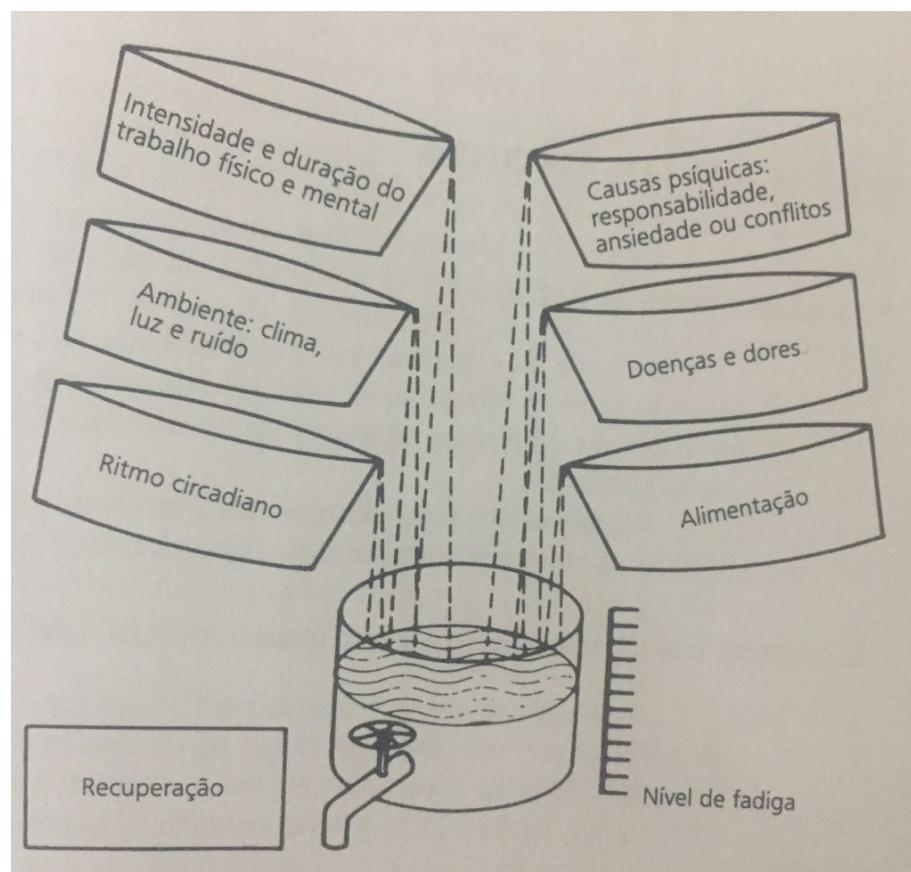 Intensidade e duração do
trabalho físico e mental
Ambiente: clima,
luz e ruído
Ritmo circadiano
Causas psíquicas:
responsabilidade,
ansiedade ou conflitos
Doenças e dores
Alimentação
Recuperação
Nível de fadiga